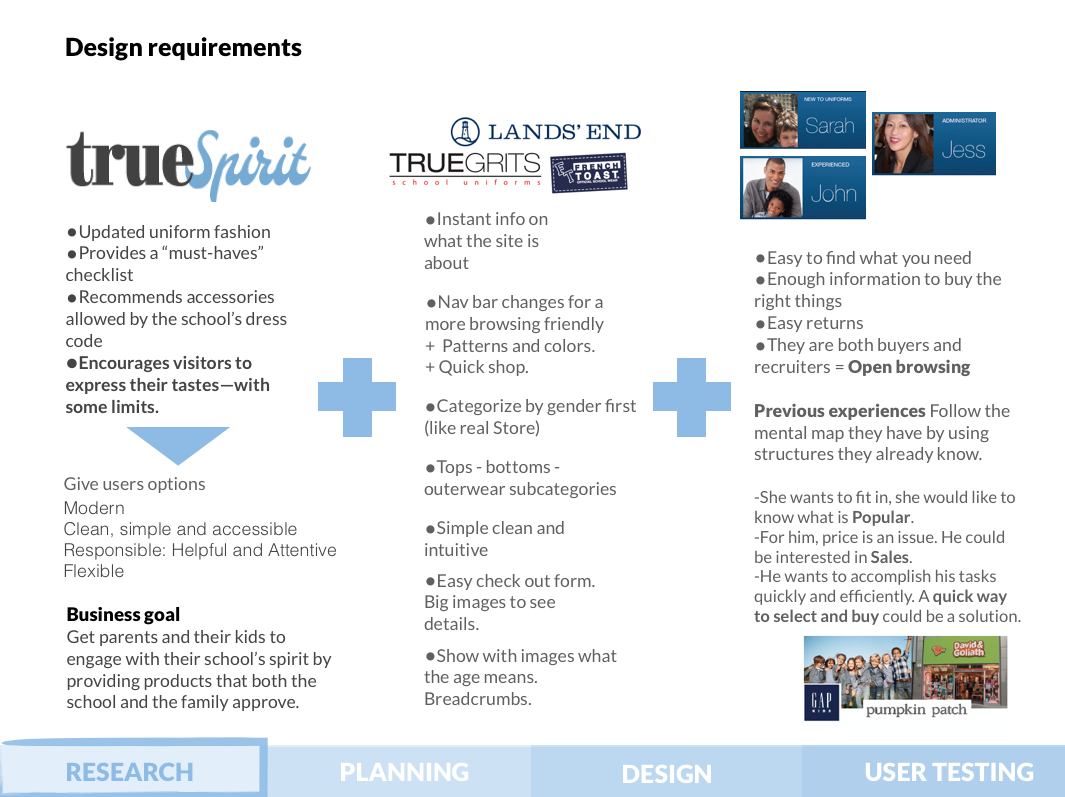 Design requirements
trueSpirit
●Updated uniform fashion
●Provides a “must-haves”
checklist
●Recommends accessories
allowed by the school’s dress
code
●Encourages visitors to
express their tastes—with
some limits.
Give users options
Modern
Clean, simple and accessible
Responsible: Helpful and Attentive
Flexible
Business goal
Get parents and their kids to
engage with their school’s spirit by
providing products that both the
school and the family approve.
LANDS’ END
TRUEGRITS
school uniforms
FT
FRENCH
TOAST
OFFICIAL SCHOOL WEAR
●Instant info on
what the site is
about
●Nav bar changes for a
more browsing friendly
+ Patterns and colors.
+ Quick shop.
●Categorize by gender first
(like real Store)
●Tops - bottoms -
outerwear subcategories
●Simple clean and
intuitive
●Easy check out form.
Big images to see
details.
●Show with images what
the age means.
Breadcrumbs.
NEW TO UNIFORMS
Sarah
ADMINISTRATOR
Jess
EXPERIENCED
John
●Easy to find what you need
●Enough information to buy the
right things
●Easy returns
●They are both buyers and
recruiters = Open browsing
Previous experiences Follow the
mental map they have by using
structures they already know.
-She wants to fit in, she would like to
know what is Popular.
-For him, price is an issue. He could
be interested in Sales.
-He wants to accomplish his tasks
quickly and efficiently. A quick way
to select and buy could be a solution.
David&
Goliath
GAP
KIDS
pumpkin patch
RESEARCH
PLANNING
DESIGN
USER TESTING